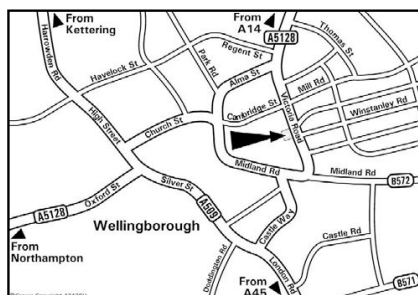 From
Kettering
From
A14
A5128
Thomas St
Harrowden Rd
Regent St
Park Rd
Havelock St
Alma St
Mill Rd
Victoria Road
Winstanley Rd
High Street
Cambridge St
Church St
Midland Rd
Midland Rd
B572
Oxford St
Silver St
A5128
A509
Wellingborough
Castle Way
Castle Rd
From
Northampton
Doddington Rd
London Rd
From
A45
B571